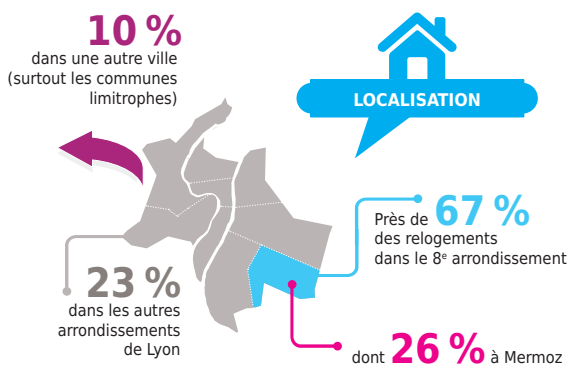 10 %
dans une autre ville
(surtout les communes
limitrophes)
LOCALISATION
Près de 67 %
des relogements
dans le 8e arrondissement
23 %
dans les autres
arrondissements
de Lyon
dont 26 % à Mermoz